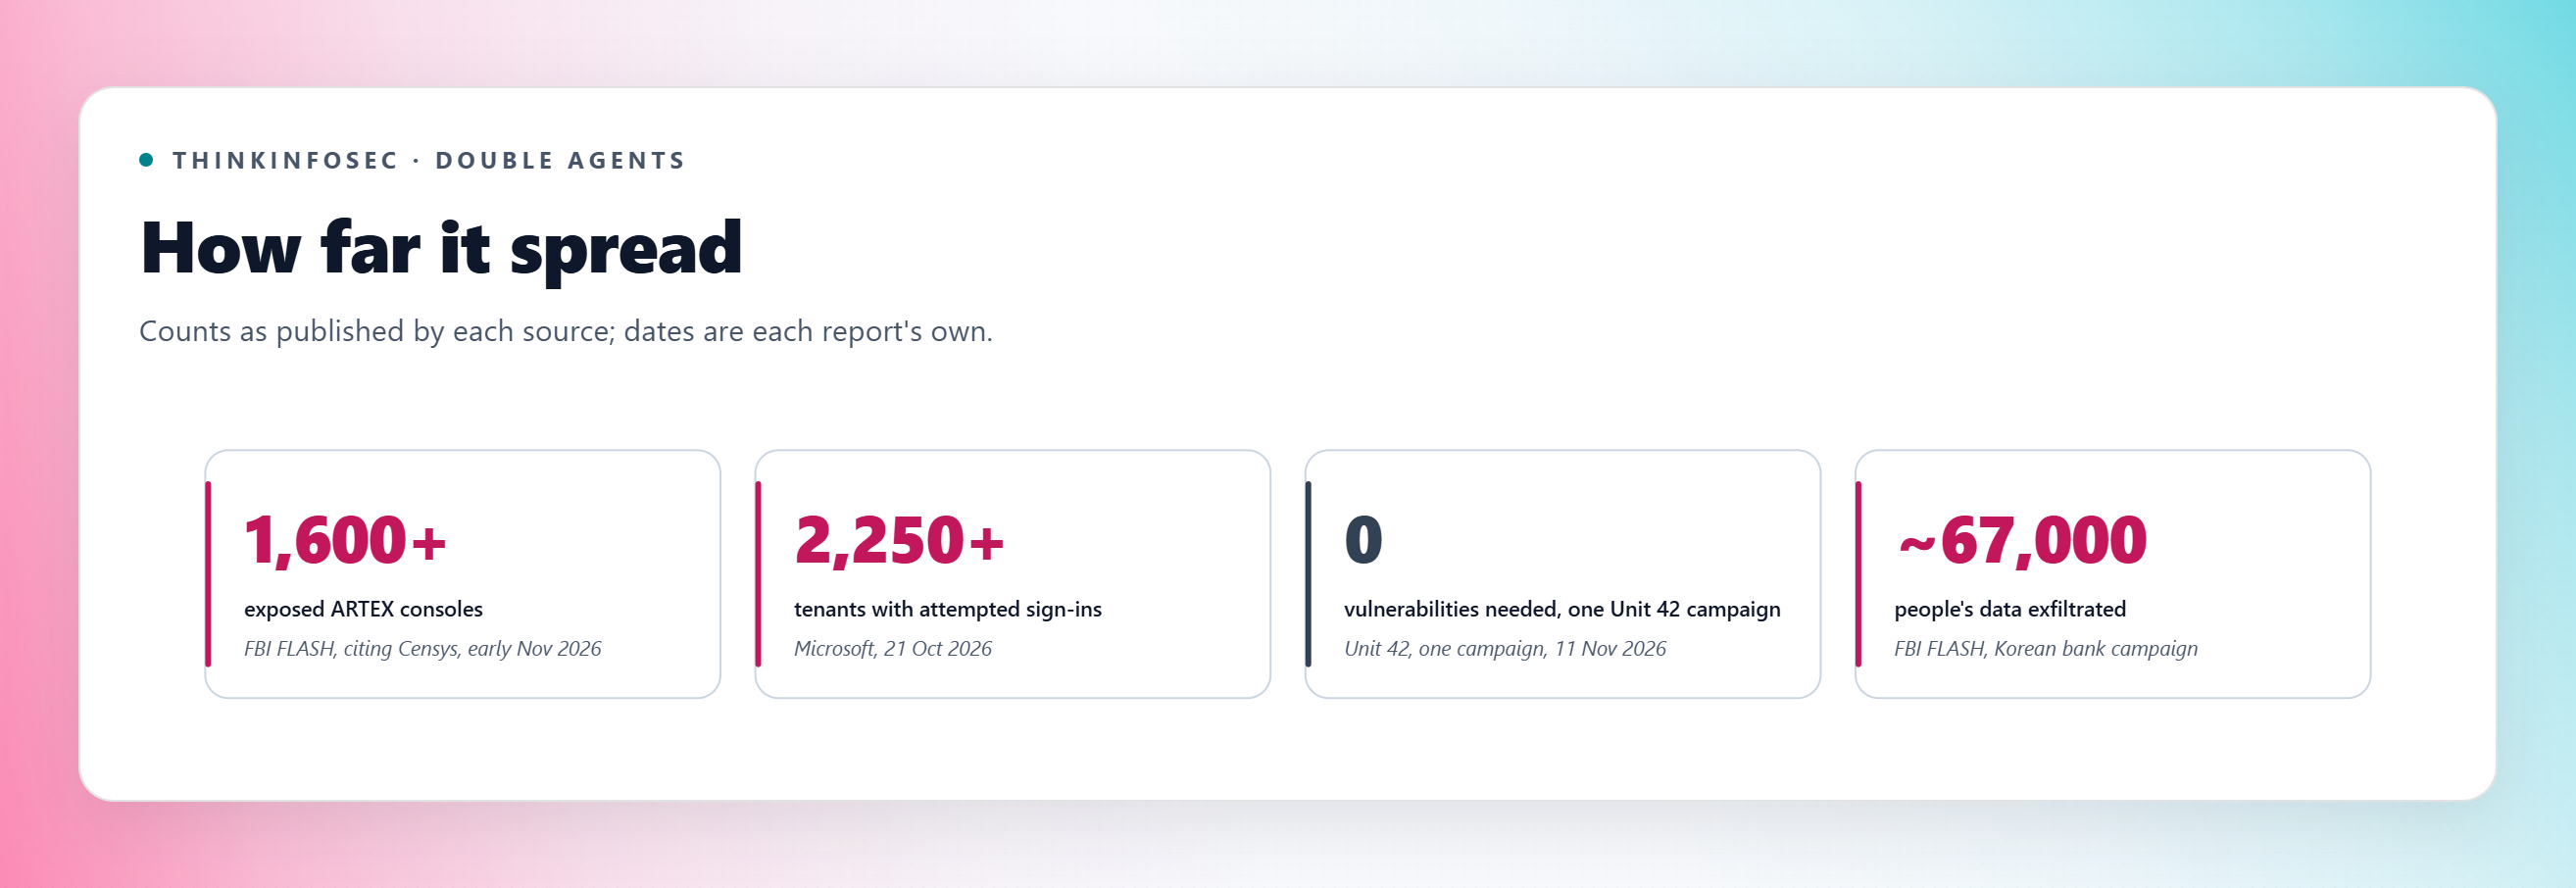 THINKINFOSEC · DOUBLE AGENTS
How far it spread
Counts as published by each source; dates are each report's own.
1,600+
exposed ARTEX consoles
FBI FLASH, citing Censys, early Nov 2026
2,250+
tenants with attempted sign-ins
Microsoft, 21 Oct 2026
0
vulnerabilities needed, one Unit 42 campaign
Unit 42, one campaign, 11 Nov 2026
~67,000
people's data exfiltrated
FBI FLASH, Korean bank campaign